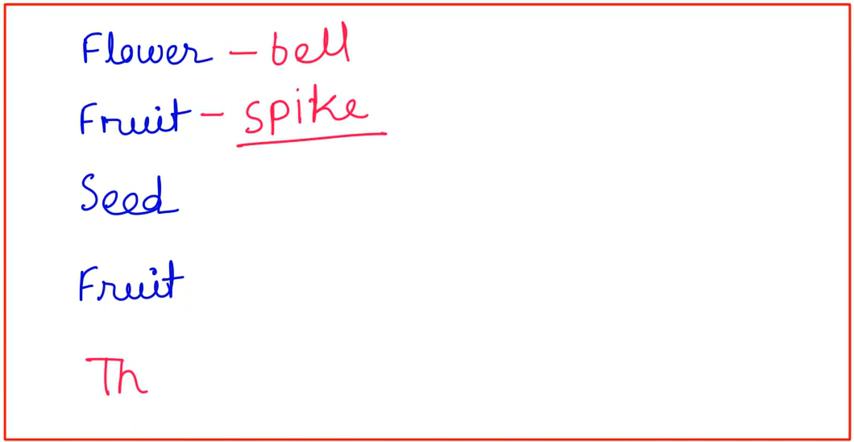 Flower - bell
Fruit - spike
Seed
Fruit
Th